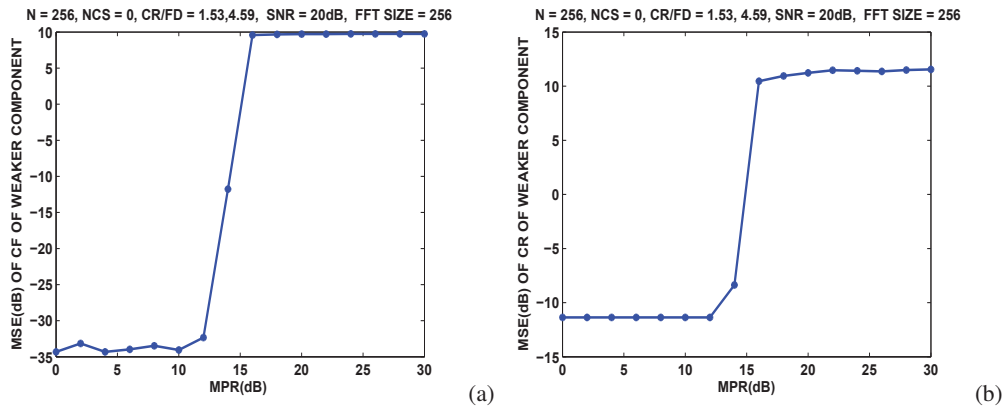 N = 256, NCS = 0, CR/FD = 1.53,4.59,  SNR = 20dB,  FFT SIZE = 256
10
5
0
−5
−10
−15
−20
−25
−30
−35
MSE(dB) OF CF OF WEAKER COMPONENT
0 5 10 15 20 25 30
MPR(dB)
(a)
N = 256, NCS = 0, CR/FD = 1.53, 4.59, SNR = 20dB,  FFT SIZE = 256
15
10
5
0
−5
−10
−15
MSE(dB) OF CR OF WEAKER COMPONENT
0 5 10 15 20 25 30
MPR(dB)
(b)